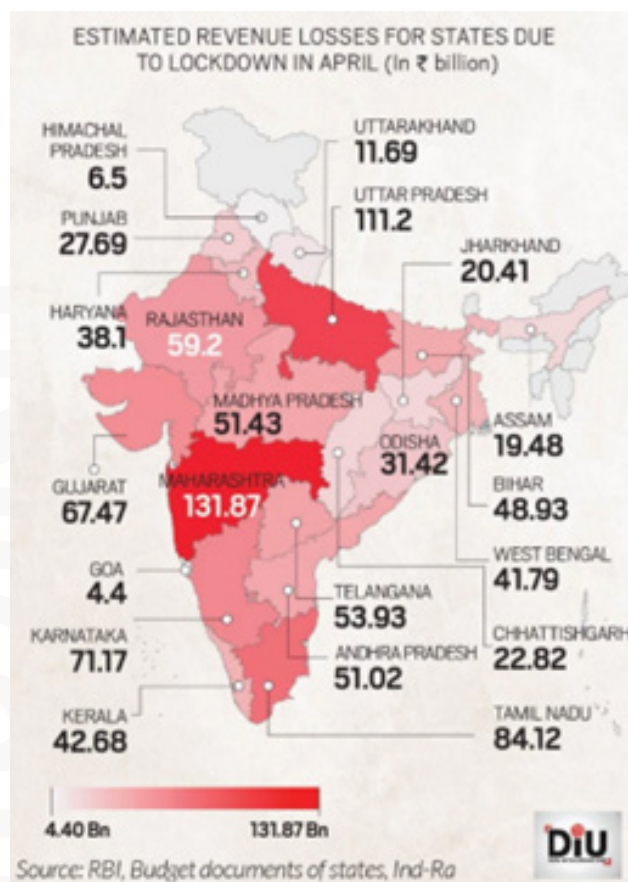 ESTIMATED REVENUE LOSSES FOR STATES DUE
TO LOCKDOWN IN APRIL (In ₹ billion)
HIMACHAL
PRADESH
6.5
UTTARAKHAND
11.69
UTTAR PRADESH
111.2
PUNJAB
27.69
JHARKHAND
20.41
HARYANA
38.1
RAJASTHAN
59.2
MADHYA PRADESH
51.43
ODISHA
31.42
ASSAM
19.48
GUJARAT
67.47
MAHARASHTRA
131.87
BIHAR
48.93
WEST BENGAL
41.79
GOA
4.4
TELANGANA
53.93
CHHATTISHGARH
22.82
KARNATAKA
71.17
ANDHRA PRADESH
51.02
KERALA
42.68
TAMIL NADU
84.12
4.40 Bn
131.87 Bn
DiU
Source: RBI, Budget documents of states, Ind-Ra